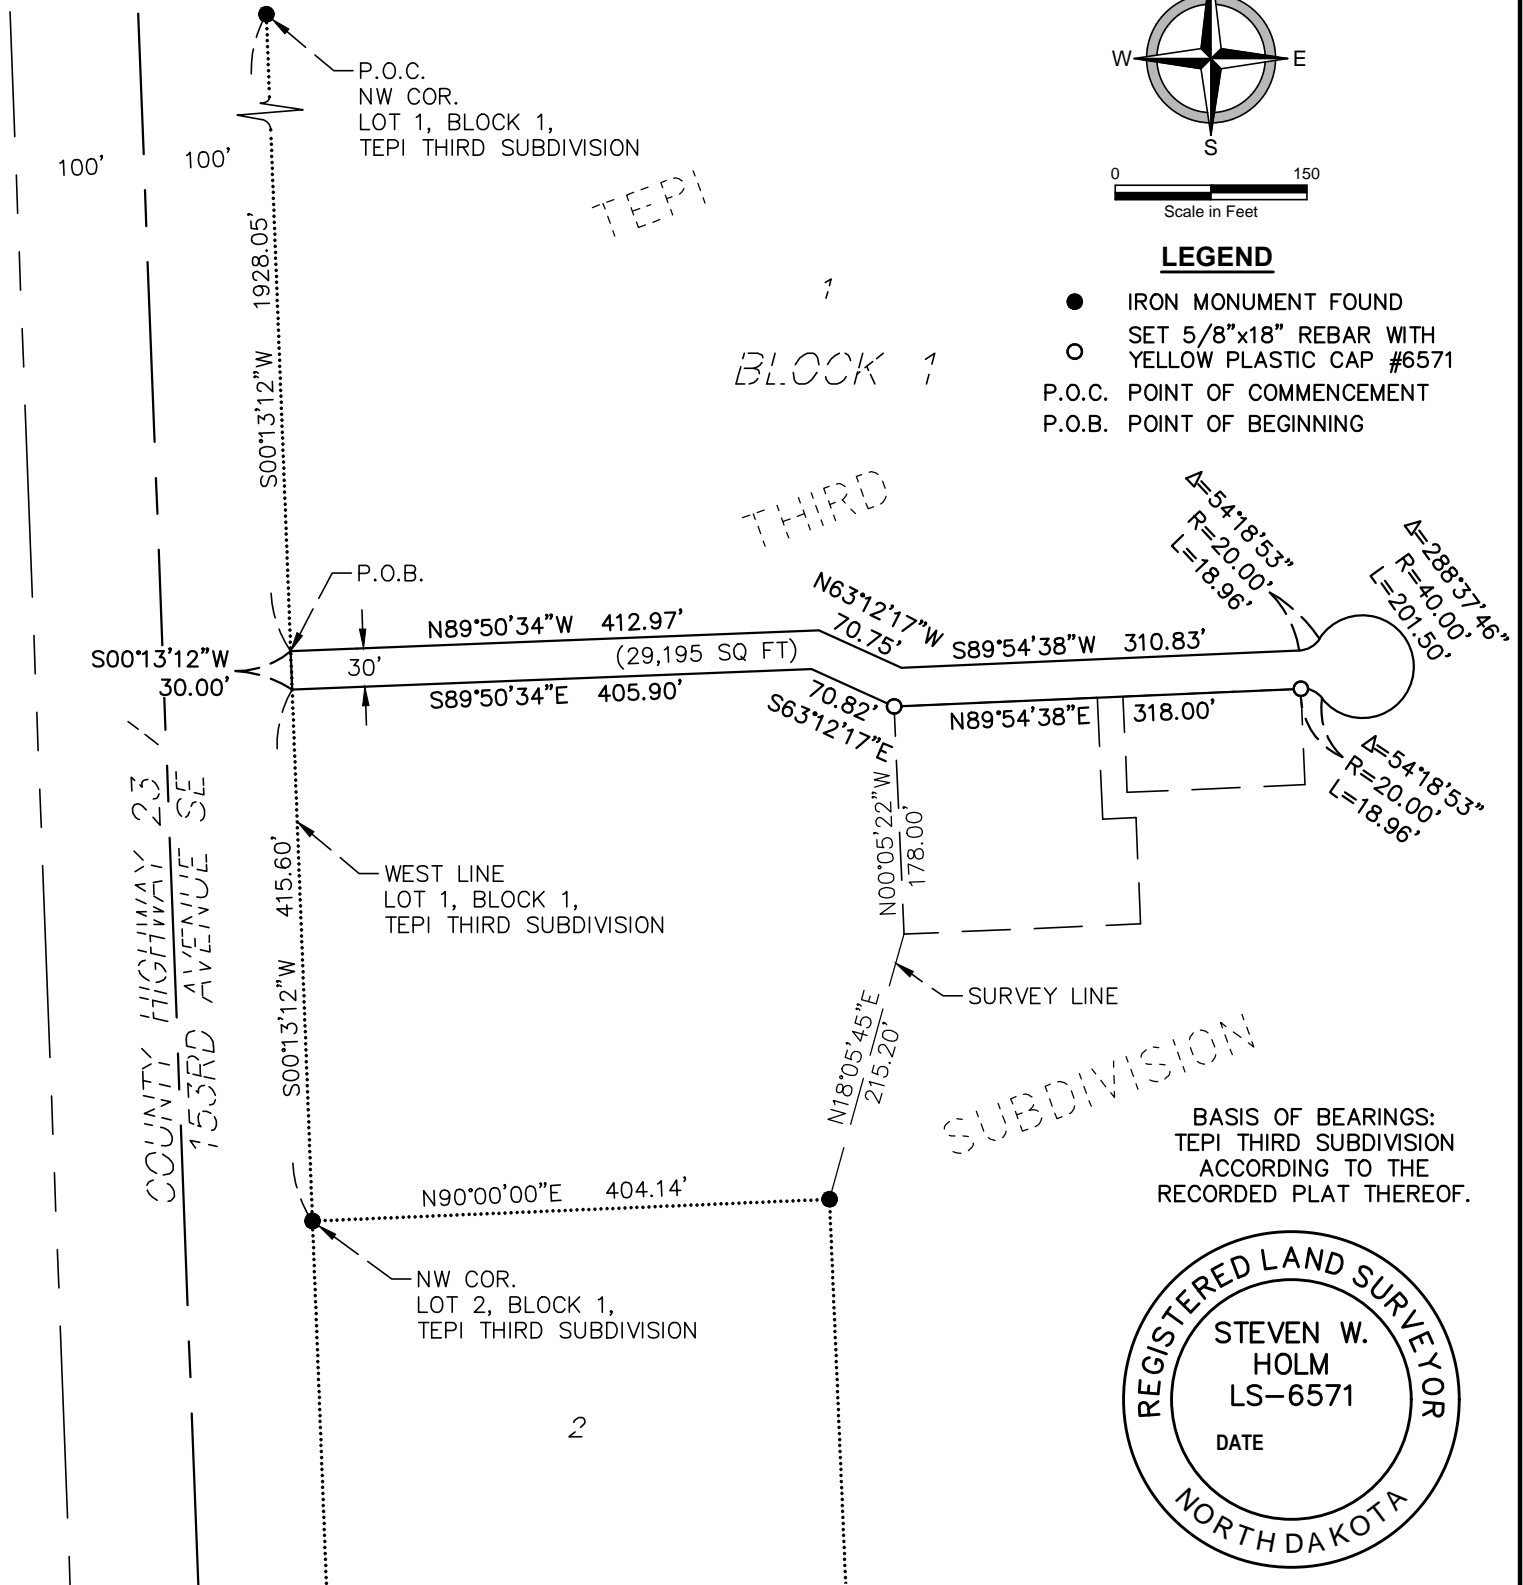 P.O.C.
NW COR.
LOT 1, BLOCK 1,
TEPI THIRD SUBDIVISION
100'
100'
W
E
S
0 150
Scale in Feet
LEGEND
IRON MONUMENT FOUND
SET 5/8"x18" REBAR WITH
YELLOW PLASTIC CAP #6571
P.O.C. POINT OF COMMENCEMENT
P.O.B. POINT OF BEGINNING
TEPI
1
BLOCK 1
THIRD
SUBDIVISION
S00°13'12"W 1928.05'
P.O.B.
S00°13'12"W
30.00'
30'
N89°50'34"W 412.97'
(29,195 SQ FT)
S89°50'34"E 405.90'
N63°12'17"W
70.75'
70.82'
S63°12'17"E
S89°54'38"W 310.83'
N89°54'38"E 318.00'
Δ=54°18'53"
R=20.00'
L=18.96'
Δ=288°37'46"
R=40.00'
L=201.50'
Δ=54°18'53"
R=20.00'
L=18.96'
COUNTY HIGHWAY 23 /
153RD AVENUE SE
S00°13'12"W 415.60'
WEST LINE
LOT 1, BLOCK 1,
TEPI THIRD SUBDIVISION
N00°05'22"W
178.00'
SURVEY LINE
N18°05'45"E
215.20'
N90°00'00"E 404.14'
NW COR.
LOT 2, BLOCK 1,
TEPI THIRD SUBDIVISION
2
BASIS OF BEARINGS:
TEPI THIRD SUBDIVISION
ACCORDING TO THE
RECORDED PLAT THEREOF.
REGISTERED LAND SURVEYOR
STEVEN W.
HOLM
LS-6571
DATE
NORTH DAKOTA